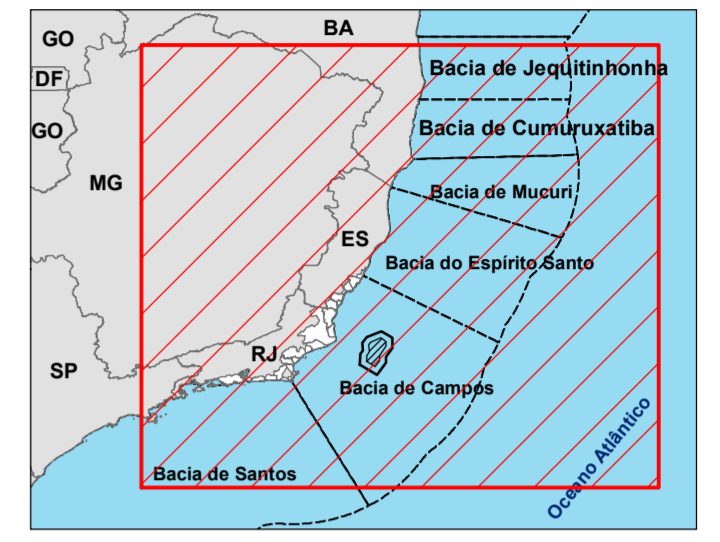 BA
GO
Bacia de Jequitinhonha
DF
GO
Bacia de Cumuruxatiba
MG
Bacia de Mucuri
ES
Bacia do Espírito Santo
RJ
SP
Bacia de Campos
Oceano Atlântico
Bacia de Santos